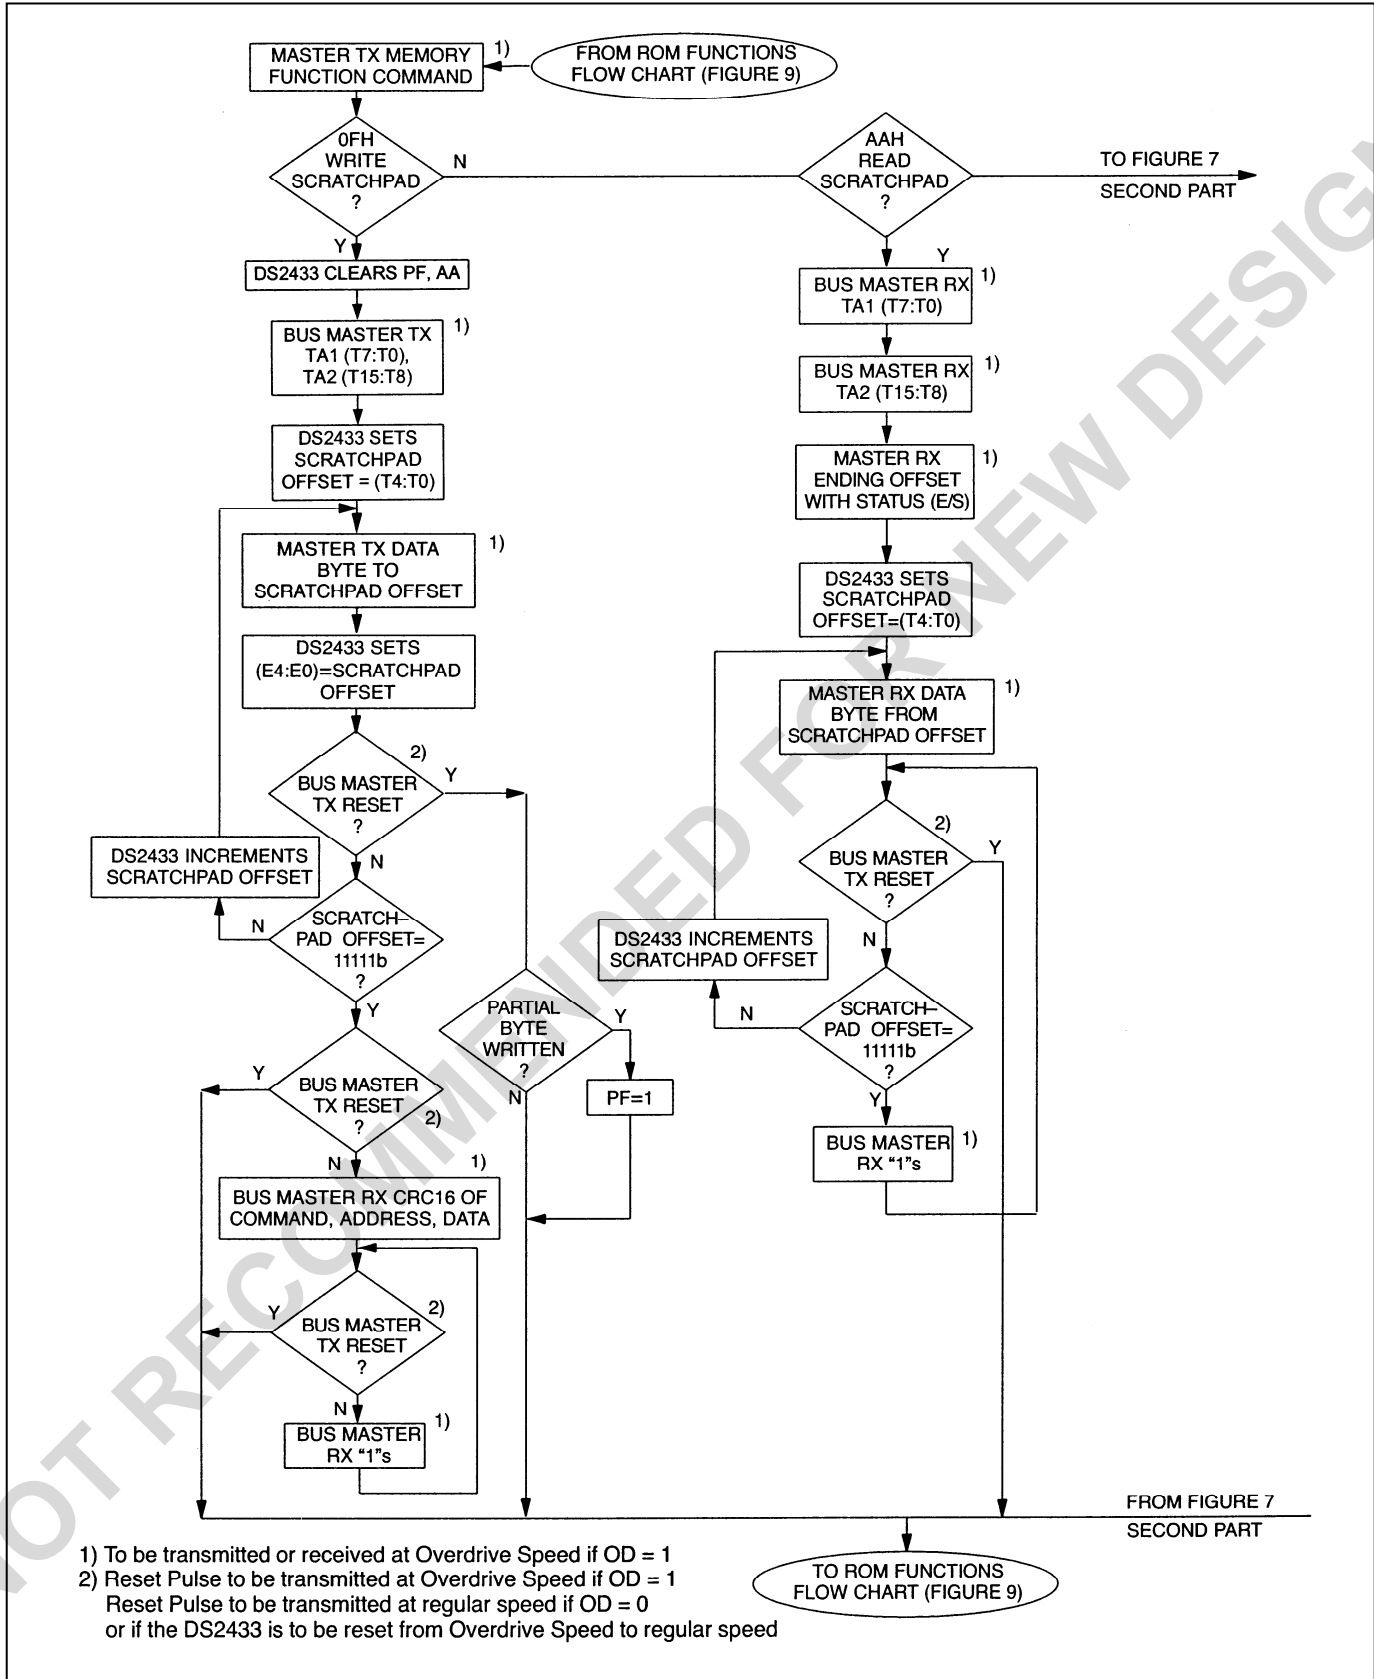 MASTER TX MEMORY
FUNCTION COMMAND
1)
FROM ROM FUNCTIONS
FLOW CHART (FIGURE 9)
0FH
WRITE
SCRATCHPAD
?
N
Y
AAH
READ
SCRATCHPAD
?
TO FIGURE 7
SECOND PART
Y
DS2433 CLEARS PF, AA
BUS MASTER TX
TA1 (T7:T0),
TA2 (T15:T8)
1)
DS2433 SETS
SCRATCHPAD
OFFSET = (T4:T0)
MASTER TX DATA
BYTE TO
SCRATCHPAD OFFSET
1)
DS2433 SETS
(E4:E0)=SCRATCHPAD
OFFSET
BUS MASTER
TX RESET
?
2)
Y
N
DS2433 INCREMENTS
SCRATCHPAD OFFSET
SCRATCH–
PAD OFFSET=
11111b
?
N
Y
BUS MASTER
TX RESET
?
2)
Y
N
PARTIAL
BYTE
WRITTEN
?
Y
N
PF=1
BUS MASTER RX CRC16 OF
COMMAND, ADDRESS, DATA
1)
BUS MASTER
TX RESET
?
2)
Y
N
BUS MASTER
RX “1”s
1)
BUS MASTER RX
TA1 (T7:T0)
1)
BUS MASTER RX
TA2 (T15:T8)
1)
MASTER RX
ENDING OFFSET
WITH STATUS (E/S)
1)
DS2433 SETS
SCRATCHPAD
OFFSET=(T4:T0)
MASTER RX DATA
BYTE FROM
SCRATCHPAD OFFSET
1)
BUS MASTER
TX RESET
?
2)
Y
N
DS2433 INCREMENTS
SCRATCHPAD OFFSET
SCRATCH–
PAD OFFSET=
11111b
?
N
Y
BUS MASTER
RX “1”s
1)
FROM FIGURE 7
SECOND PART
TO ROM FUNCTIONS
FLOW CHART (FIGURE 9)
1) To be transmitted or received at Overdrive Speed if OD = 1
2) Reset Pulse to be transmitted at Overdrive Speed if OD = 1
Reset Pulse to be transmitted at regular speed if OD = 0
or if the DS2433 is to be reset from Overdrive Speed to regular speed
NOT RECOMMENDED FOR NEW DESIGN